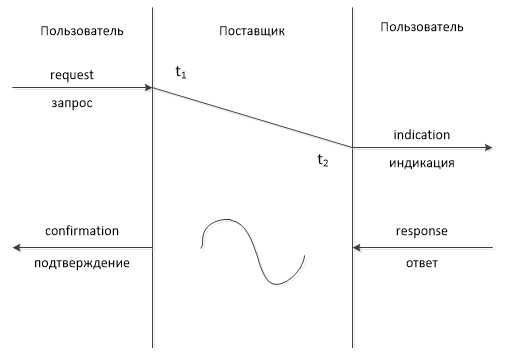 Пользователь
Поставщик
Пользователь
request
запрос
t₁
t₂
indication
индикация
confirmation
подтверждение
response
ответ